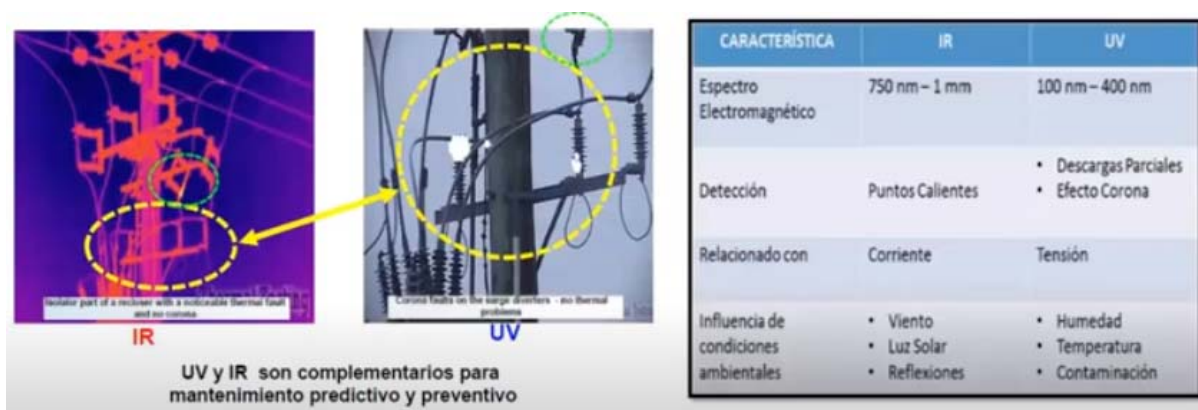 Isolator part of a recloser with a noticeable thermal fault
and no corona
IR
Corona faults on the surge diverters - no thermal
problems
UV
UV y IR son complementarios para
mantenimiento predictivo y preventivo
CARACTERÍSTICA IR UV
Espectro
Electromagnético
750 nm – 1 mm
100 nm – 400 nm
Detección
Puntos Calientes
• Descargas Parciales
• Efecto Corona
Relacionado con
Corriente
Tensión
Influencia de
condiciones
ambientales
• Viento
• Luz Solar
• Reflexiones
• Humedad
• Temperatura
• Contaminación